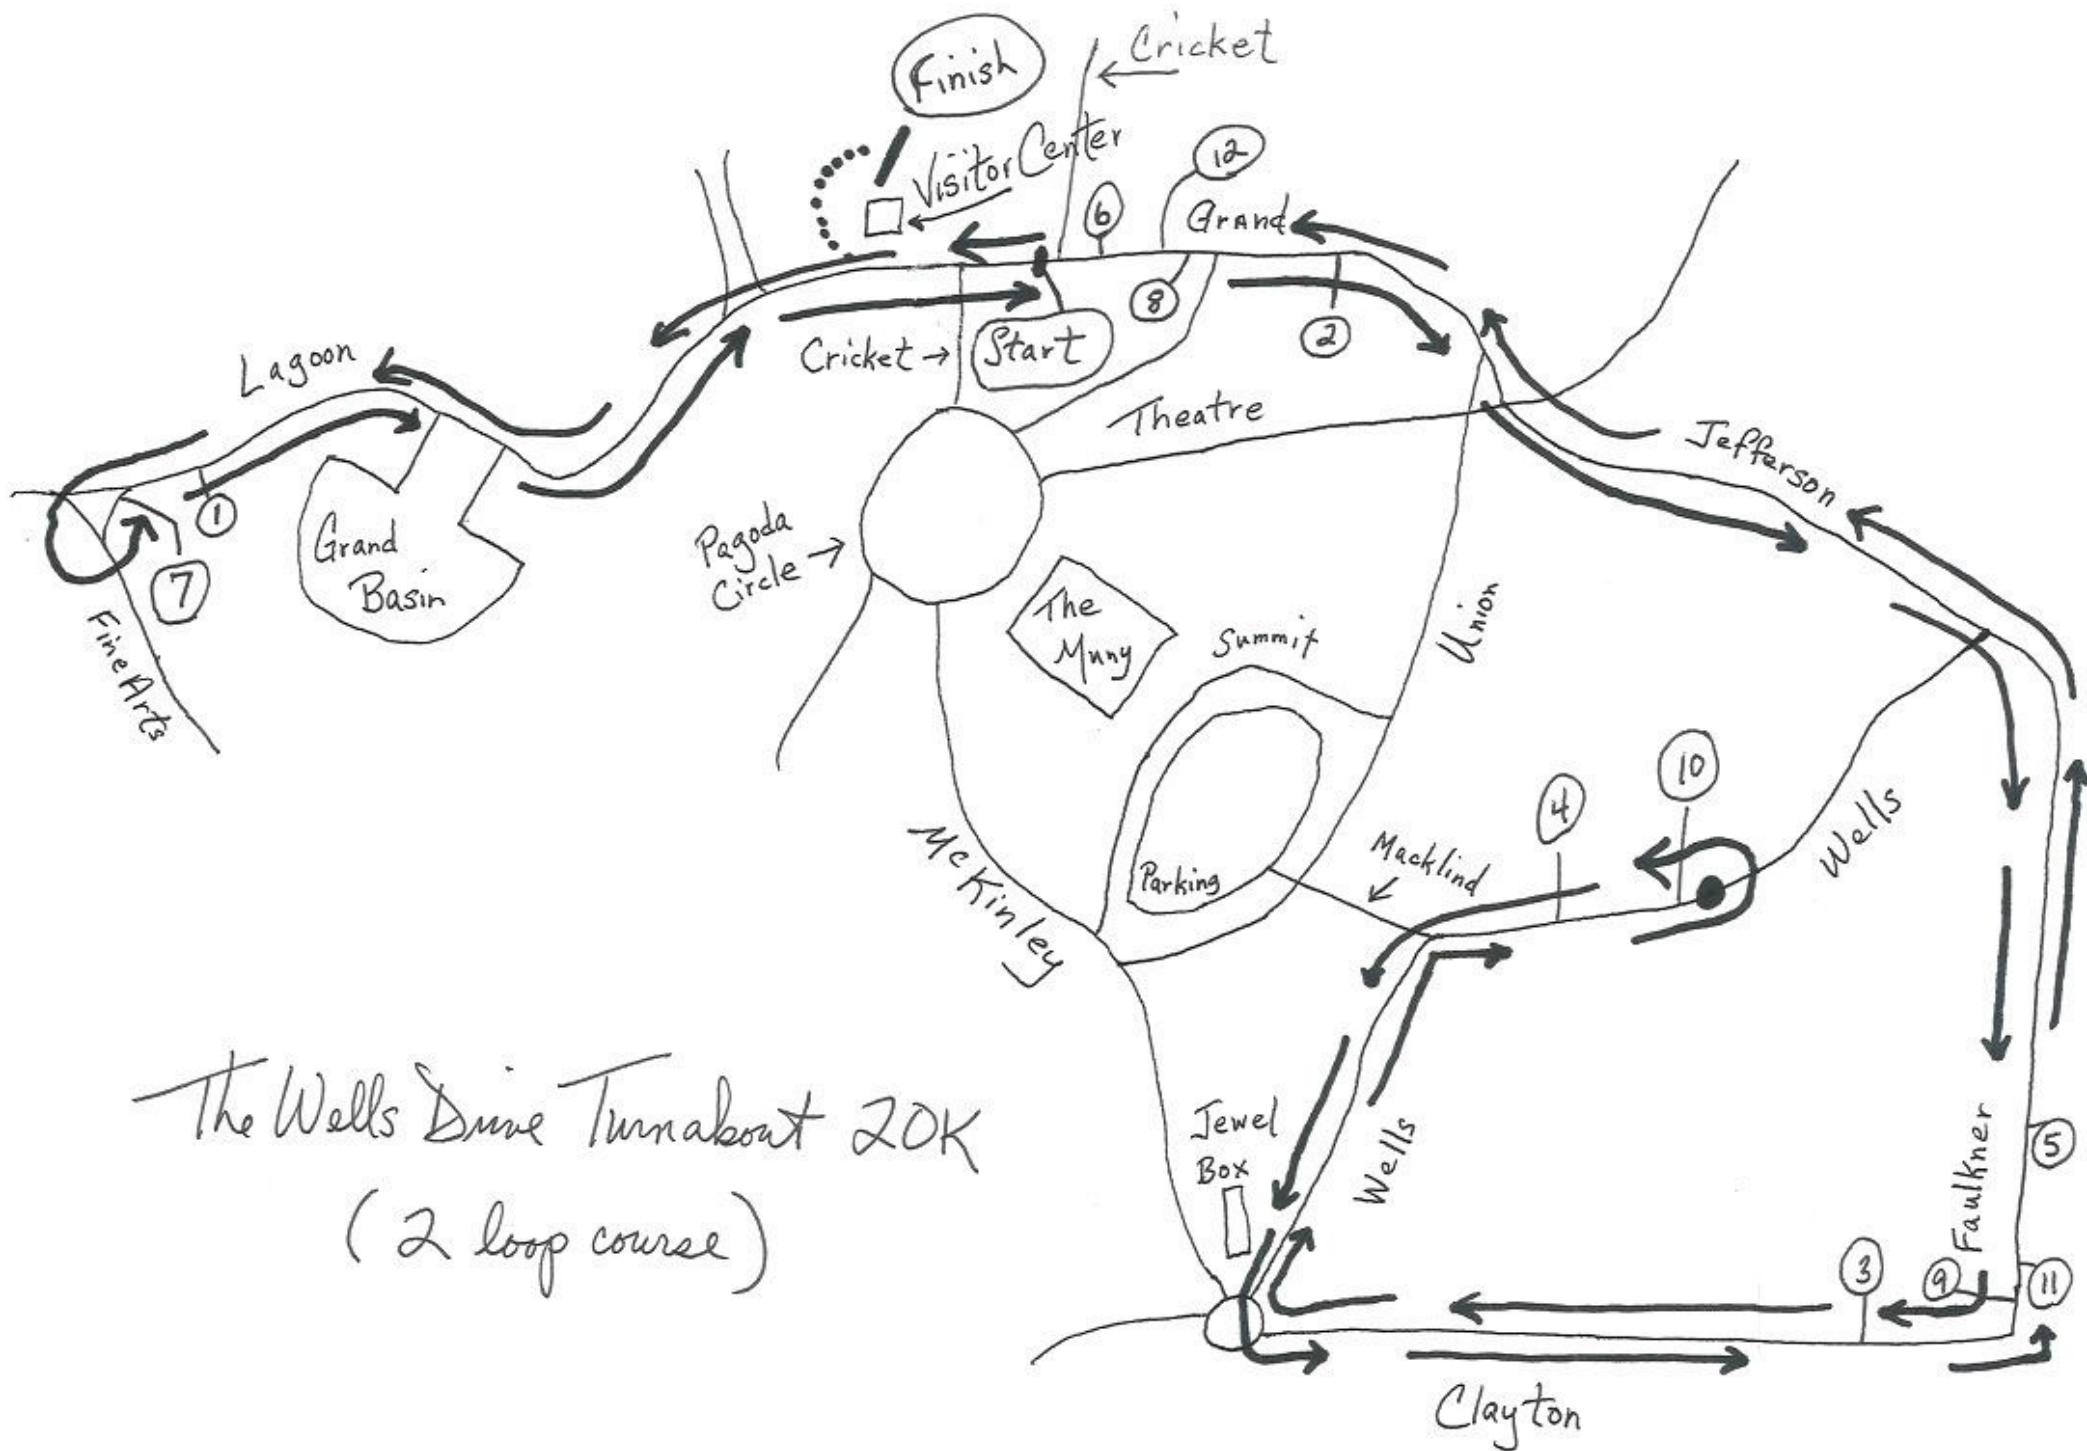 Finish
Cricket
Visitor Center
12
6
Grand
8
2
Start
Cricket
Lagoon
Theatre
Jefferson
1
7
Grand
Basin
Pagoda
Circle
The
Muny
Summit
Union
Fine Arts
10
4
Wells
Macklind
Parking
McKinley
The Wells Drive Turnabout 20K
(2 loop course)
Jewel
Box
Wells
Faulkner
5
3
9
11
Clayton